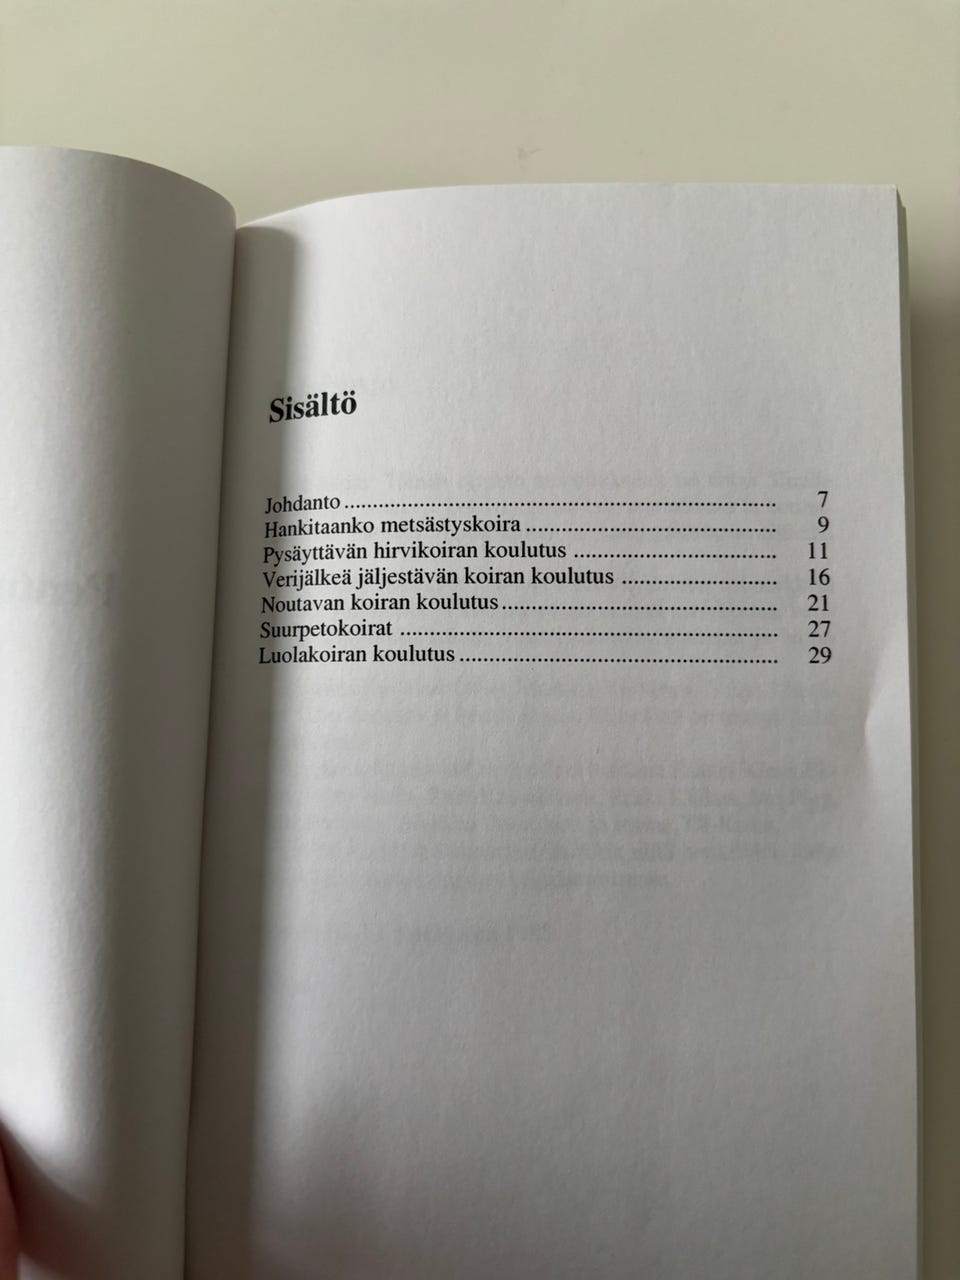 Sisältö
Johdanto ........................................................................ 7
Hankitaanko metsästyskoira .......................................... 9
Pysäyttävän hirvikoiran koulutus .................................. 11
Verijälkeä jäljestävän koiran koulutus .......................... 16
Noutavan koiran koulutus .............................................. 21
Suurpetokoirat ............................................................... 27
Luolakoiran koulutus ..................................................... 29